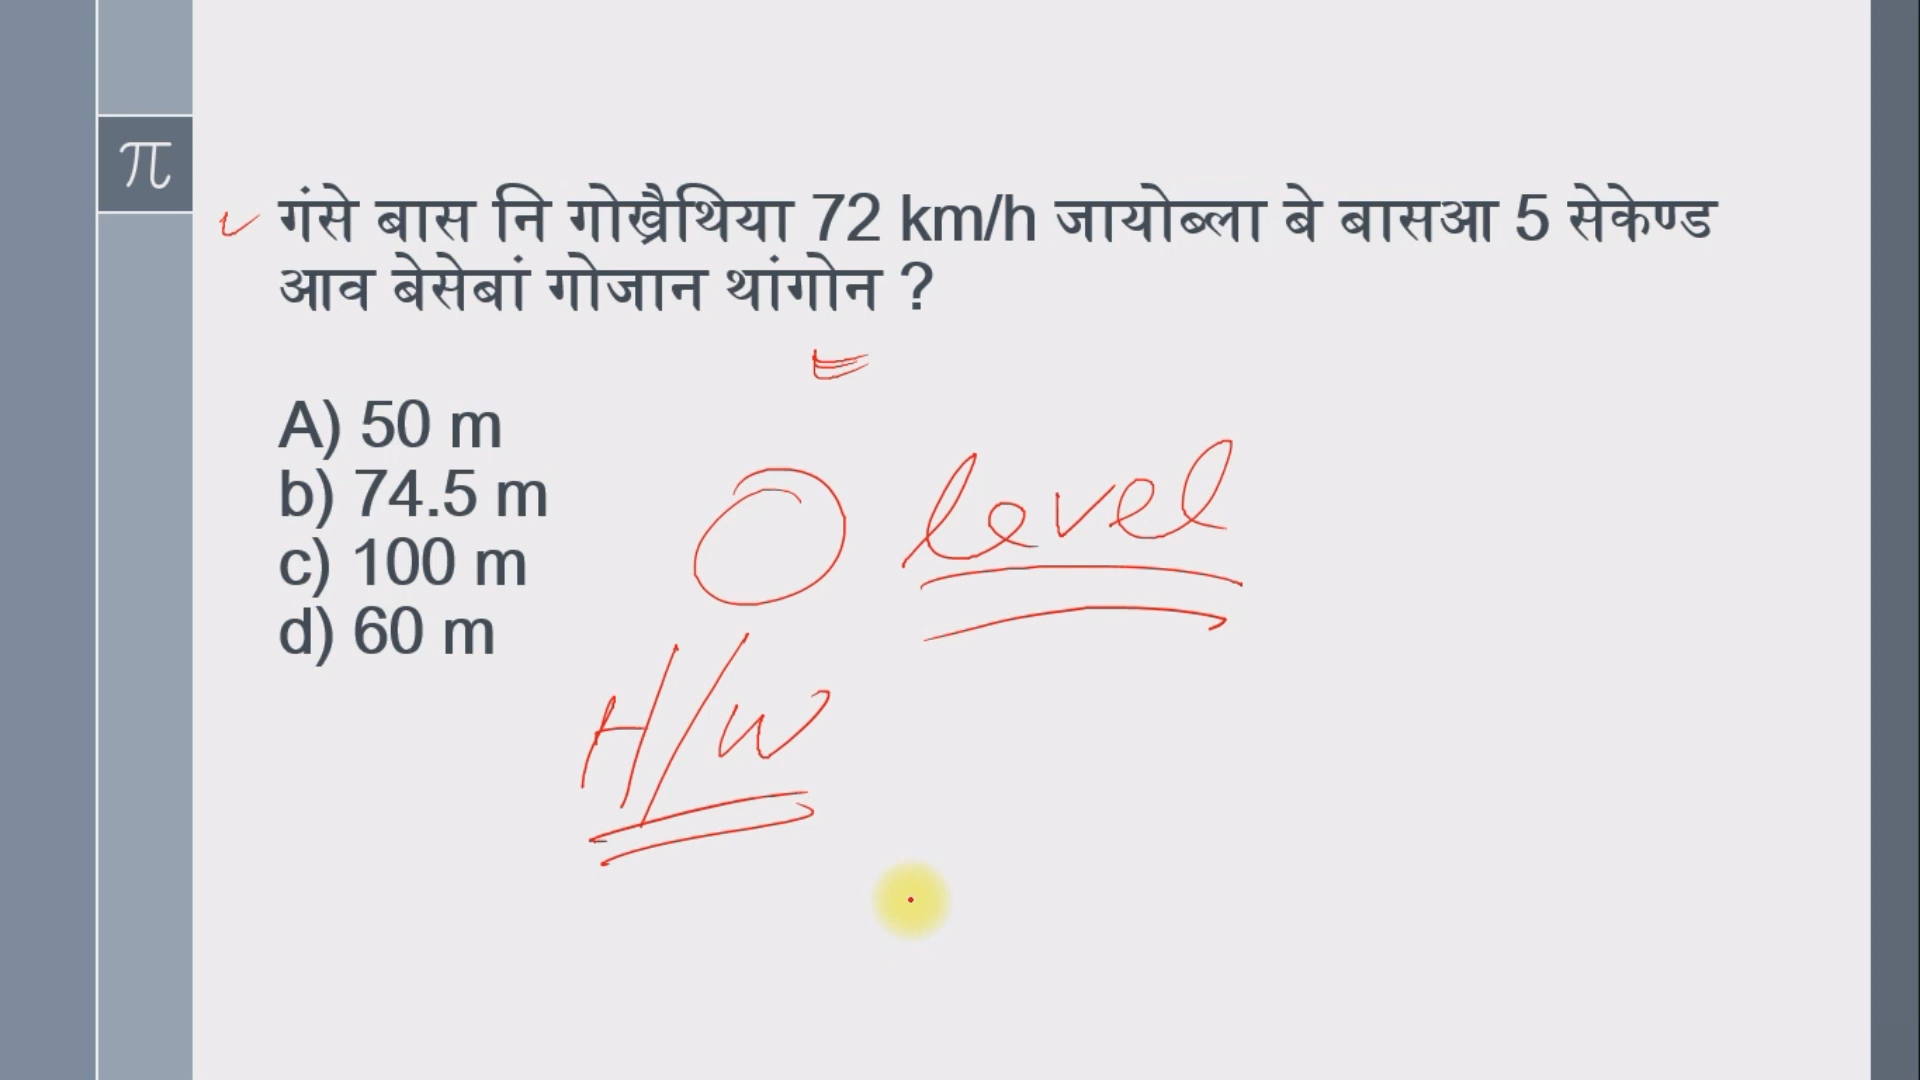 π
गंसे बास नि गोख्रैथिया 72 km/h जायोब्ला बे बासआ 5 सेकेण्ड
आव बेसेबां गोजान थांगोन ?
A) 50 m
b) 74.5 m
c) 100 m
d) 60 m
O level
H/W